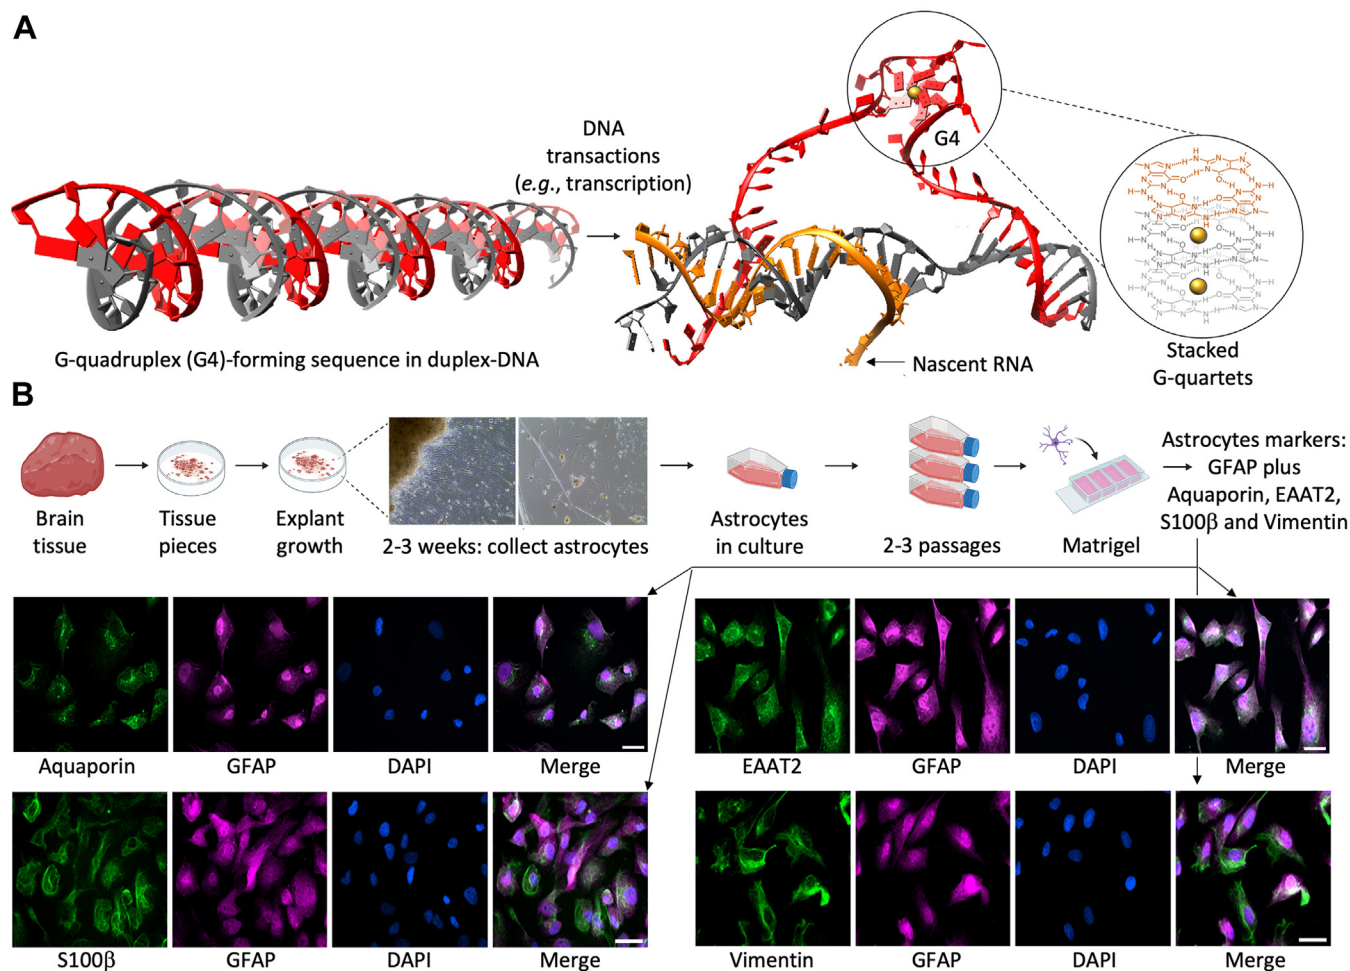 A
DNA
transactions
(e.g., transcription)
G4
G-quadruplex (G4)-forming sequence in duplex-DNA
Nascent RNA
Stacked
G-quartets
B
Brain
tissue
Tissue
pieces
Explant
growth
2-3 weeks: collect astrocytes
Astrocytes
in culture
2-3 passages
Matrigel
Astrocytes markers:
GFAP plus
Aquaporin, EAAT2,
S100β and Vimentin
Aquaporin
GFAP
DAPI
Merge
EAAT2
GFAP
DAPI
Merge
S100β
GFAP
DAPI
Merge
Vimentin
GFAP
DAPI
Merge